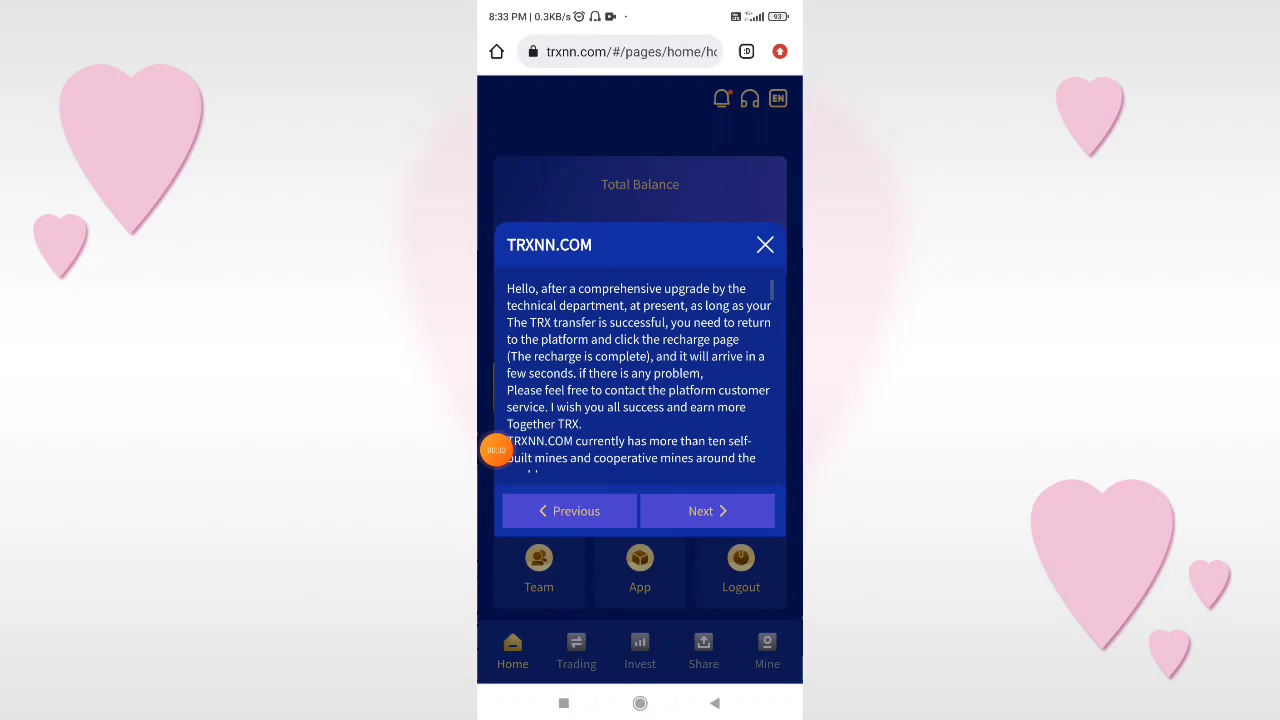 8:33 PM | 0.3KB/s
4G+
93
trxnn.com/#/pages/home/ho
:D
EN
Total Balance
TRXNN.COM
Hello, after a comprehensive upgrade by the
technical department, at present, as long as your
The TRX transfer is successful, you need to return
to the platform and click the recharge page
(The recharge is complete), and it will arrive in a
few seconds. if there is any problem,
Please feel free to contact the platform customer
service. I wish you all success and earn more
Together TRX.
TRXNN.COM currently has more than ten self-
built mines and cooperative mines around the
00:32
Previous
Next
Team
App
Logout
Home
Trading
Invest
Share
Mine